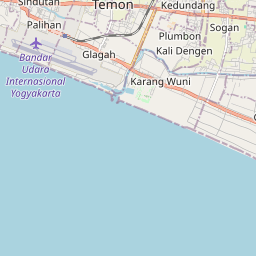 Sindutan
Temon
Kedundang
Palihan
Sogan
Plumbon
Glagah
Kali Dengen
Bandar
Udara
Internasional
Yogyakarta
Karang Wuni